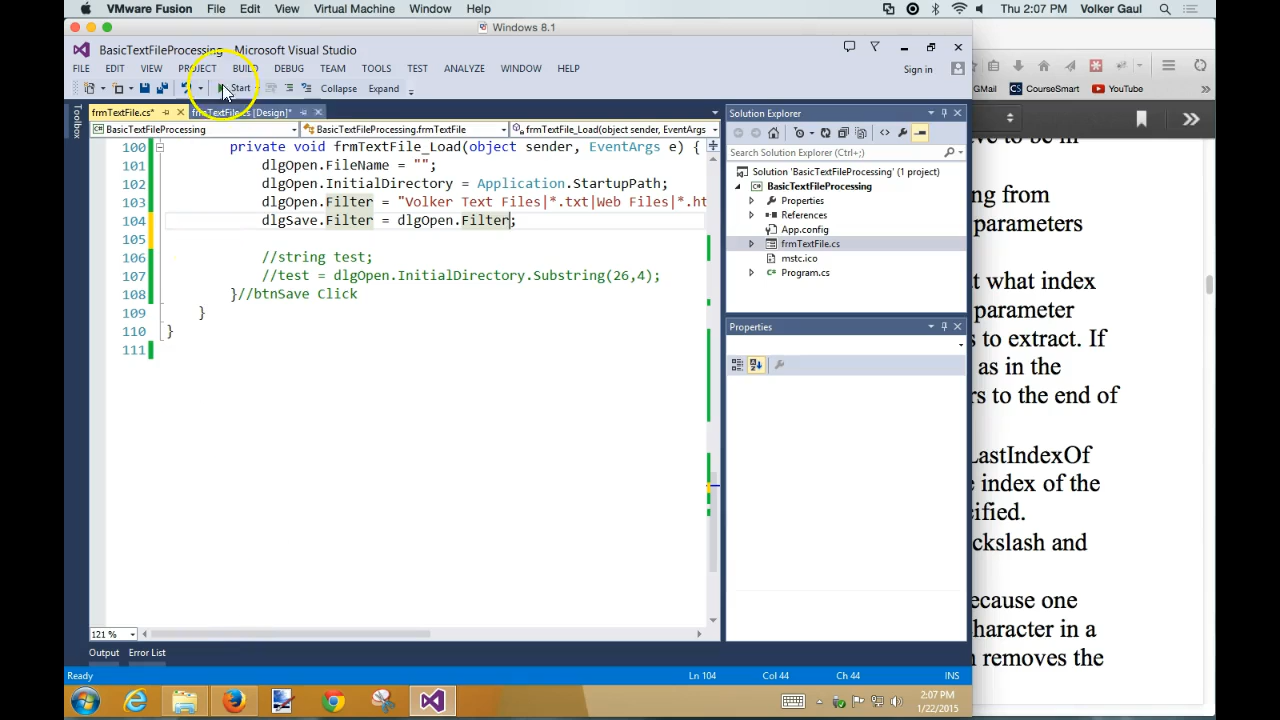 VMware Fusion File Edit View Virtual Machine Window Help Thu 2:07 PM Volker Gaul
Windows 8.1
BasicTextFileProcessing - Microsoft Visual Studio
FILE EDIT VIEW PROJECT BUILD DEBUG TEAM TOOLS TEST ANALYZE WINDOW HELP Sign in
Start Collapse Expand
frmTextFile.cs* frmTextFile.cs [Design]*
BasicTextFileProcessing BasicTextFileProcessing.frmTextFile frmTextFile_Load(object sender, EventArgs
100 private void frmTextFile_Load(object sender, EventArgs e) {
101 dlgOpen.FileName = "";
102 dlgOpen.InitialDirectory = Application.StartupPath;
103 dlgOpen.Filter = "Volker Text Files|*.txt|Web Files|*.ht
104 dlgSave.Filter = dlgOpen.Filter;
105
106 //string test;
107 //test = dlgOpen.InitialDirectory.Substring(26,4);
108 }//btnSave Click
109 }
110 }
111
Toolbox
121 %
Output Error List
Ready Ln 104 Col 44 Ch 44 INS
Solution Explorer
Search Solution Explorer (Ctrl+;)
Solution 'BasicTextFileProcessing' (1 project)
BasicTextFileProcessing
Properties
References
App.config
frmTextFile.cs
mstc.ico
Program.cs
Properties
2:07 PM
1/22/2015
GMail CourseSmart YouTube
ing from
parameters
t what index
parameter
s to extract. If
as in the
rs to the end of
LastIndexOf
e index of the
ified.
ckslash and
ecause one
haracter in a
n removes the